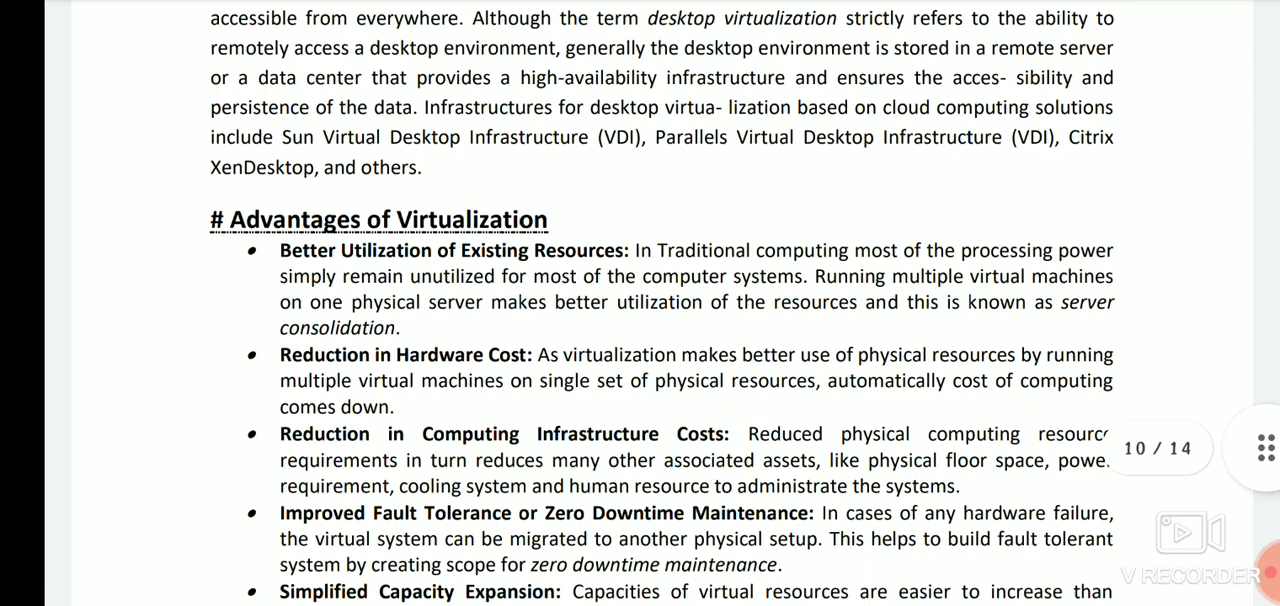 accessible from everywhere. Although the term desktop virtualization strictly refers to the ability to
remotely access a desktop environment, generally the desktop environment is stored in a remote server
or a data center that provides a high-availability infrastructure and ensures the acces- sibility and
persistence of the data. Infrastructures for desktop virtua- lization based on cloud computing solutions
include Sun Virtual Desktop Infrastructure (VDI), Parallels Virtual Desktop Infrastructure (VDI), Citrix
XenDesktop, and others.
# Advantages of Virtualization
• Better Utilization of Existing Resources: In Traditional computing most of the processing power
simply remain unutilized for most of the computer systems. Running multiple virtual machines
on one physical server makes better utilization of the resources and this is known as server
consolidation.
• Reduction in Hardware Cost: As virtualization makes better use of physical resources by running
multiple virtual machines on single set of physical resources, automatically cost of computing
comes down.
• Reduction in Computing Infrastructure Costs: Reduced physical computing resourc
requirements in turn reduces many other associated assets, like physical floor space, powe
requirement, cooling system and human resource to administrate the systems.
• Improved Fault Tolerance or Zero Downtime Maintenance: In cases of any hardware failure,
the virtual system can be migrated to another physical setup. This helps to build fault tolerant
system by creating scope for zero downtime maintenance.
• Simplified Capacity Expansion: Capacities of virtual resources are easier to increase than
10 / 14
V RECORDER